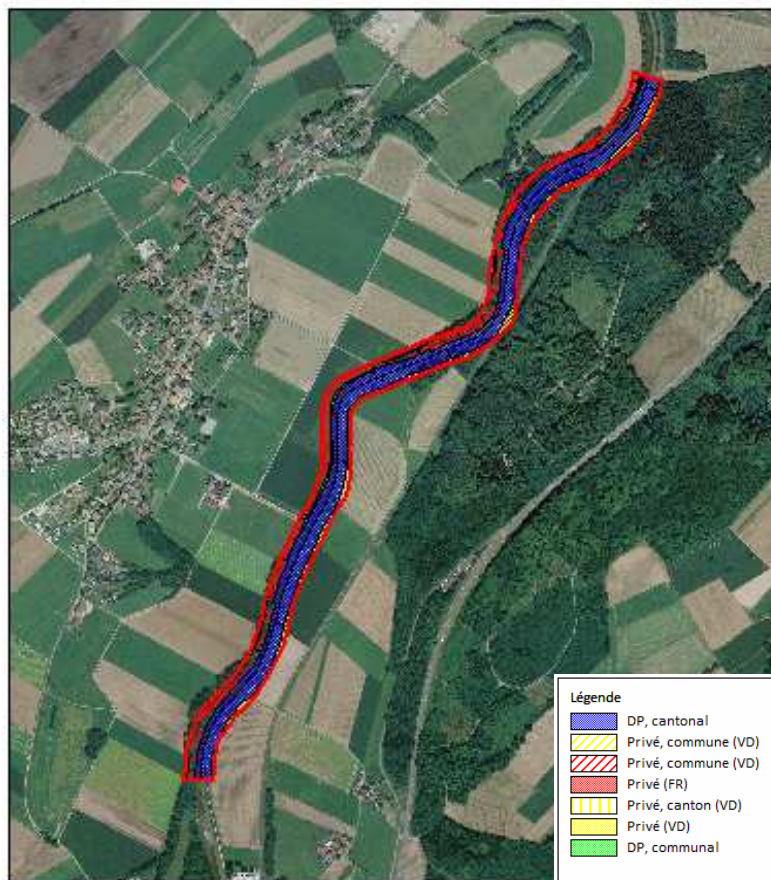 Légende
DP, cantonal
Privé, commune (VD)
Privé, commune (VD)
Privé (FR)
Privé, canton (VD)
Privé (VD)
DP, communal